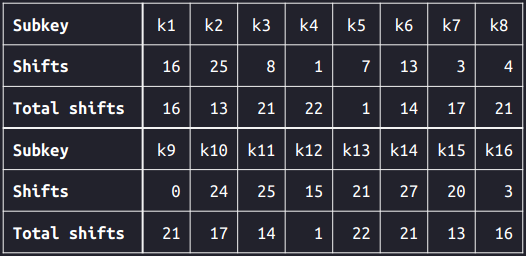 Subkey k1 k2 k3 k4 k5 k6 k7 k8
Shifts 16 25 8 1 7 13 3 4
Total shifts 16 13 21 22 1 14 17 21
Subkey k9 k10 k11 k12 k13 k14 k15 k16
Shifts 0 24 25 15 21 27 20 3
Total shifts 21 17 14 1 22 21 13 16